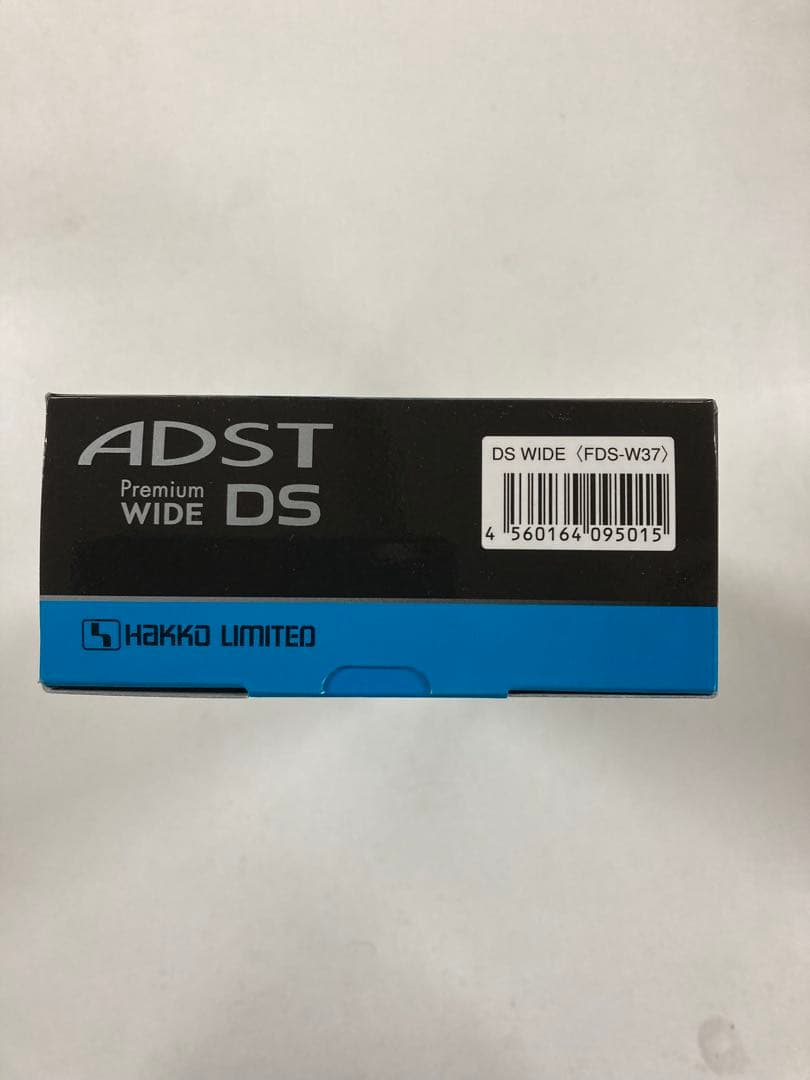 ADST
Premium
WIDE DS
HAKKO LIMITED
DS WIDE〈FDS-W37〉
4 560164 095015